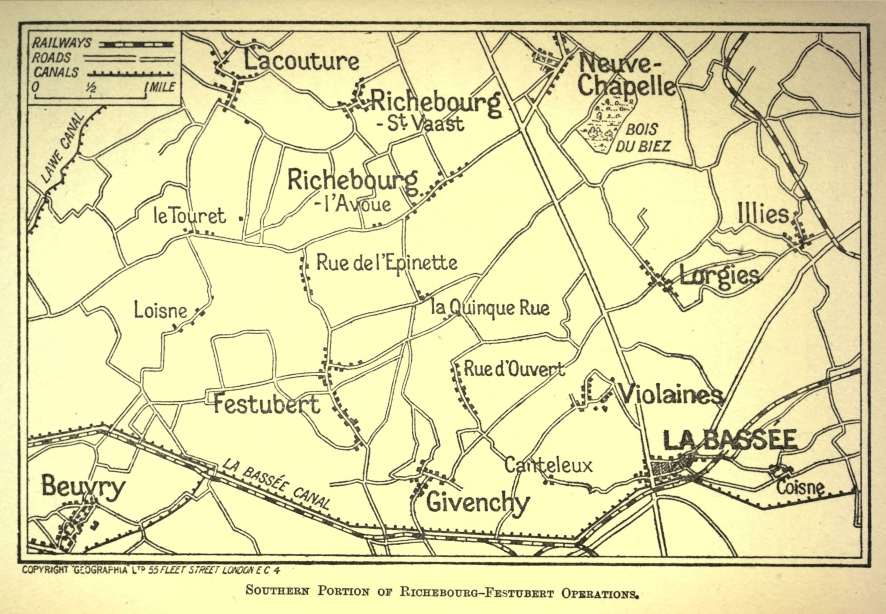 RAILWAYS
ROADS
CANALS
0 ½ 1 MILE
Lacouture
Neuve-
Chapelle
Richebourg
-St. Vaast
BOIS
DU BIEZ
LAWE CANAL
Richebourg
-l'Avoue
le Touret
Illies
Rue de l'Epinette
Lorgies
Loisne
la Quinque Rue
Rue d'Ouvert
Festubert
Violaines
LA BASSÉE
LA BASSÉE CANAL
Canteleux
Beuvry
Givenchy
Coisne
COPYRIGHT "GEOGRAPHIA" LTD 55 FLEET STREET LONDON E C 4
Southern Portion of Richebourg–Festubert Operations.